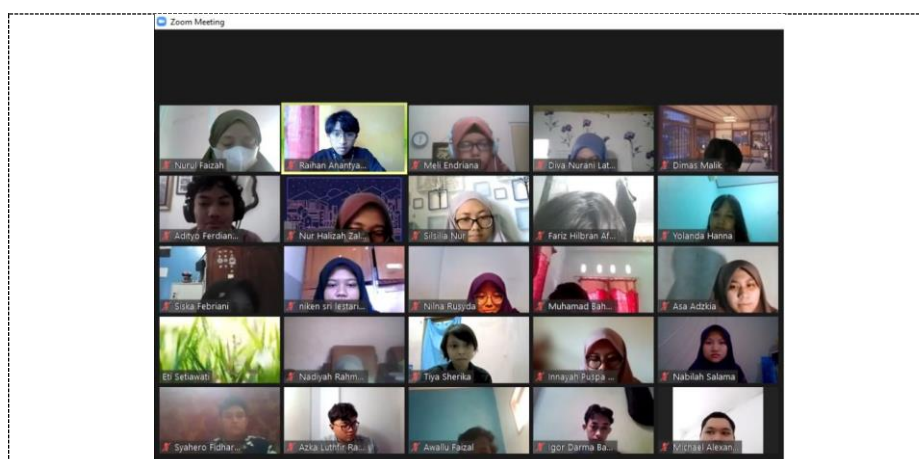 Zoom Meeting
Nurul Faizah
Raihan Anantya...
Meli Endriana
Diva Nurani Lat...
Dimas Malik
Adityo Ferdian...
Nur Halizah Zal...
Silsilia Nur
Fariz Hilbran Af...
Yolanda Hanna
Siska Febriani
niken sri lestari...
Nilna Rusyda
Muhamad Bah...
Asa Adzkia
Eti Setiawati
Nadiyah Rahm...
Tiya Sherika
Innayah Puspa ...
Nabilah Salama
Syahero Fidhar...
Azka Luthfir Ra...
Awallu Faizal
Igor Darma Ba...
Michael Alexan...